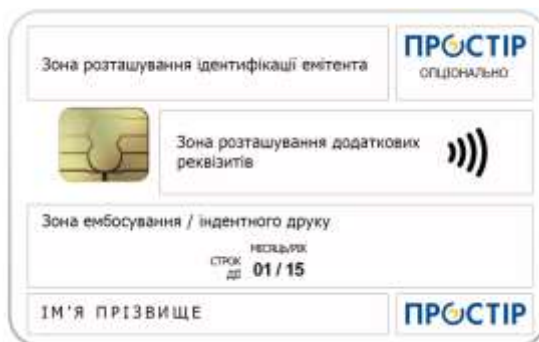 Зона розташування ідентифікації емітента
ПРОСТІР
ОПЦІОНАЛЬНО
Зона розташування додаткових
реквізитів
Зона ембосування / індентного друку
МІСЯЦЬ/РІК
СТРОК
ДІЇ 01 / 15
ІМ'Я ПРІЗВИЩЕ
ПРОСТІР